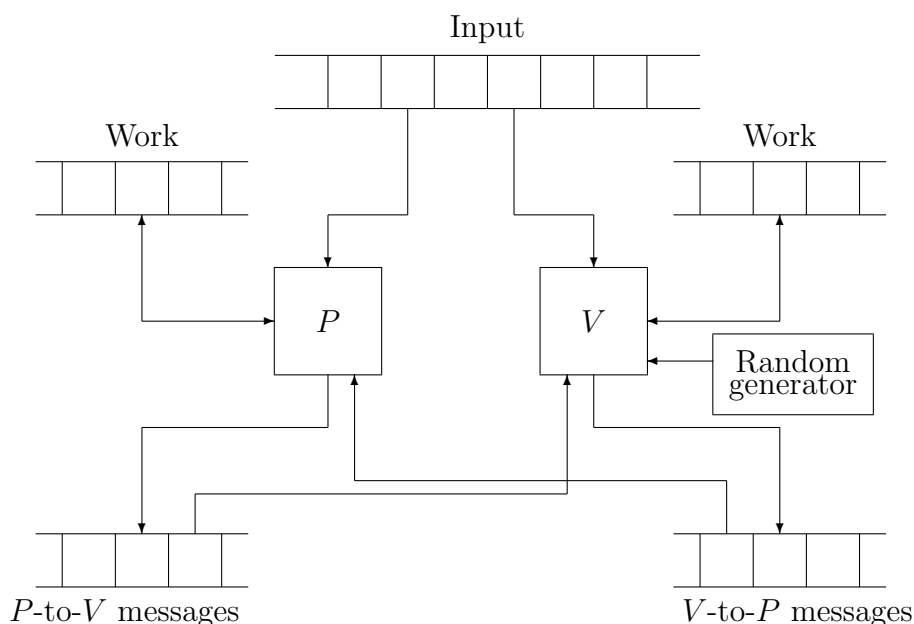 Input
Work
Work
P
V
Random
generator
P-to-V messages
V-to-P messages